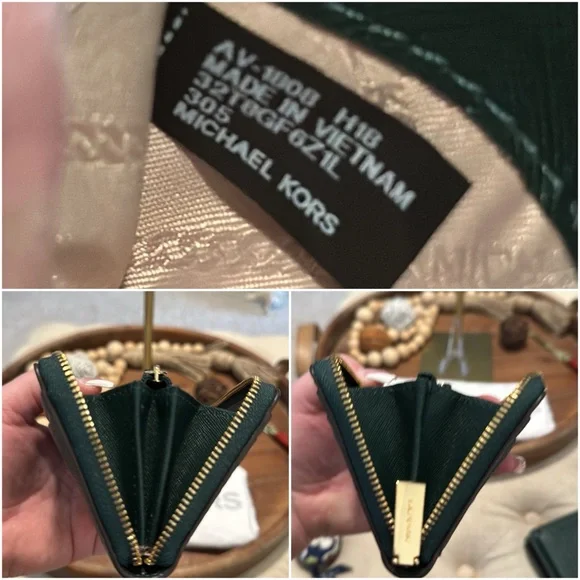 AV-1808 H18
MADE IN VIETNAM
32T8GF6Z1L
305
MICHAEL KORS